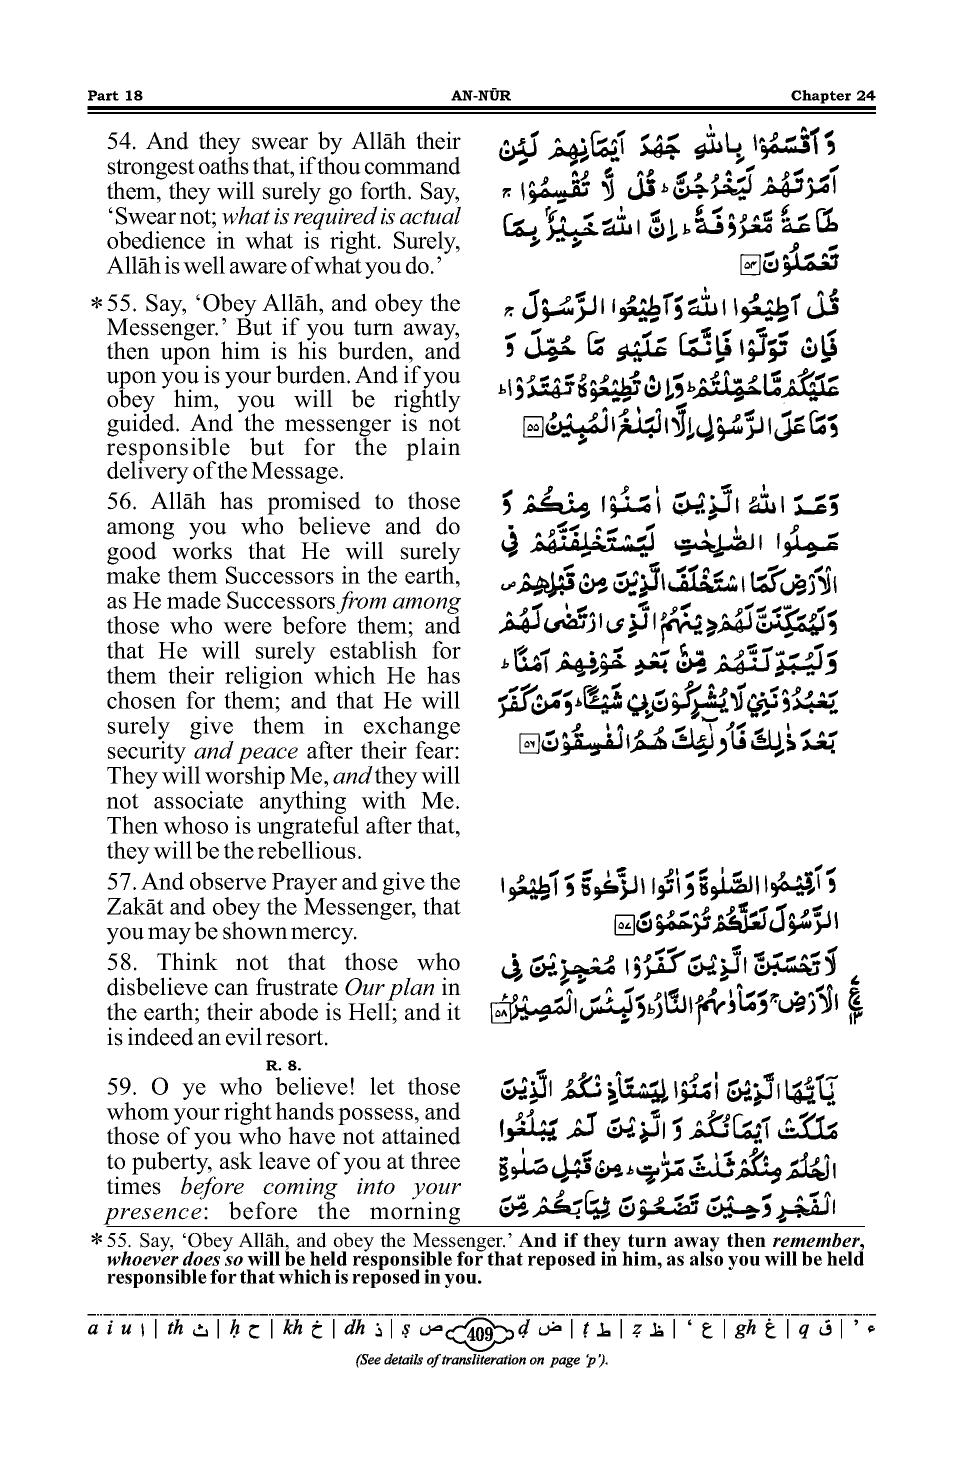 Part 18 AN-NŪR Chapter 24
54. And they swear by Allāh their
strongest oaths that, if thou command
them, they will surely go forth. Say,
‘Swear not; what is required is actual
obedience in what is right. Surely,
Allāh is well aware of what you do.’
وَ اَقْسَمُوْا بِاللّٰهِ جَهْدَ اَيْمَانِهِمْ لَئِنْ
اَمَرْتَهُمْ لَيَخْرُجُنَّ ؕ قُلْ لَّا تُقْسِمُوْا ۚ
طَاعَةٌ مَّعْرُوْفَةٌ ؕ اِنَّ اللّٰهَ خَبِيْرٌۢ بِمَا
تَعْمَلُوْنَ ۵۴
*55. Say, ‘Obey Allāh, and obey the
Messenger.’ But if you turn away,
then upon him is his burden, and
upon you is your burden. And if you
obey him, you will be rightly
guided. And the messenger is not
responsible but for the plain
delivery of the Message.
قُلْ اَطِيْعُوا اللّٰهَ وَ اَطِيْعُوا الرَّسُوْلَ ۚ
فَاِنْ تَوَلَّوْا فَاِنَّمَا عَلَيْهِ مَا حُمِّلَ وَ
عَلَيْكُمْ مَّا حُمِّلْتُمْ ؕ وَ اِنْ تُطِيْعُوْهُ تَهْتَدُوْا ؕ
وَ مَا عَلَى الرَّسُوْلِ اِلَّا الْبَلٰغُ الْمُبِيْنُ ۵۵
56. Allāh has promised to those
among you who believe and do
good works that He will surely
make them Successors in the earth,
as He made Successors from among
those who were before them; and
that He will surely establish for
them their religion which He has
chosen for them; and that He will
surely give them in exchange
security and peace after their fear:
They will worship Me, and they will
not associate anything with Me.
Then whoso is ungrateful after that,
they will be the rebellious.
وَعَدَ اللّٰهُ الَّذِيْنَ اٰمَنُوْا مِنْكُمْ وَ
عَمِلُوا الصّٰلِحٰتِ لَيَسْتَخْلِفَنَّهُمْ فِي
الْاَرْضِ كَمَا اسْتَخْلَفَ الَّذِيْنَ مِنْ قَبْلِهِمْ ۪
وَلَيُمَكِّنَنَّ لَهُمْ دِيْنَهُمُ الَّذِي ارْتَضٰى لَهُمْ
وَلَيُبَدِّلَنَّهُمْ مِّنْۢ بَعْدِ خَوْفِهِمْ اَمْنًا ؕ
يَعْبُدُوْنَنِيْ لَا يُشْرِكُوْنَ بِيْ شَيْـًٔا ؕ وَمَنْ كَفَرَ
بَعْدَ ذٰلِكَ فَاُولٰٓئِكَ هُمُ الْفٰسِقُوْنَ ۵۶
57. And observe Prayer and give the
Zakāt and obey the Messenger, that
you may be shown mercy.
وَ اَقِيْمُوا الصَّلٰوةَ وَ اٰتُوا الزَّكٰوةَ وَ اَطِيْعُوا
الرَّسُوْلَ لَعَلَّكُمْ تُرْحَمُوْنَ ۵۷
58. Think not that those who
disbelieve can frustrate Our plan in
the earth; their abode is Hell; and it
is indeed an evil resort.
لَا تَحْسَبَنَّ الَّذِيْنَ كَفَرُوْا مُعْجِزِيْنَ فِي
الْاَرْضِ ۚ وَمَاْوٰىهُمُ النَّارُ ؕ وَلَبِئْسَ الْمَصِيْرُ ۵۸
R. 8.
59. O ye who believe! let those
whom your right hands possess, and
those of you who have not attained
to puberty, ask leave of you at three
times before coming into your
presence: before the morning
يٰٓاَيُّهَا الَّذِيْنَ اٰمَنُوْا لِيَسْتَاْذِنْكُمُ الَّذِيْنَ
مَلَكَتْ اَيْمَانُكُمْ وَ الَّذِيْنَ لَمْ يَبْلُغُوا
الْحُلُمَ مِنْكُمْ ثَلٰثَ مَرّٰتٍ ؕ مِنْ قَبْلِ صَلٰوةِ
الْفَجْرِ وَ حِيْنَ تَضَعُوْنَ ثِيَابَكُمْ مِّنَ
*55. Say, ‘Obey Allāh, and obey the Messenger.’ And if they turn away then remember,
whoever does so will be held responsible for that reposed in him, as also you will be held
responsible for that which is reposed in you.
a i u ا | th ث | ḥ ح | kh خ | dh ذ | ṣ ص 409 ḍ ض | ṭ ط | ẓ ظ | ‘ ع | gh غ | q ق | ’ ء
(See details of transliteration on page ‘p’).